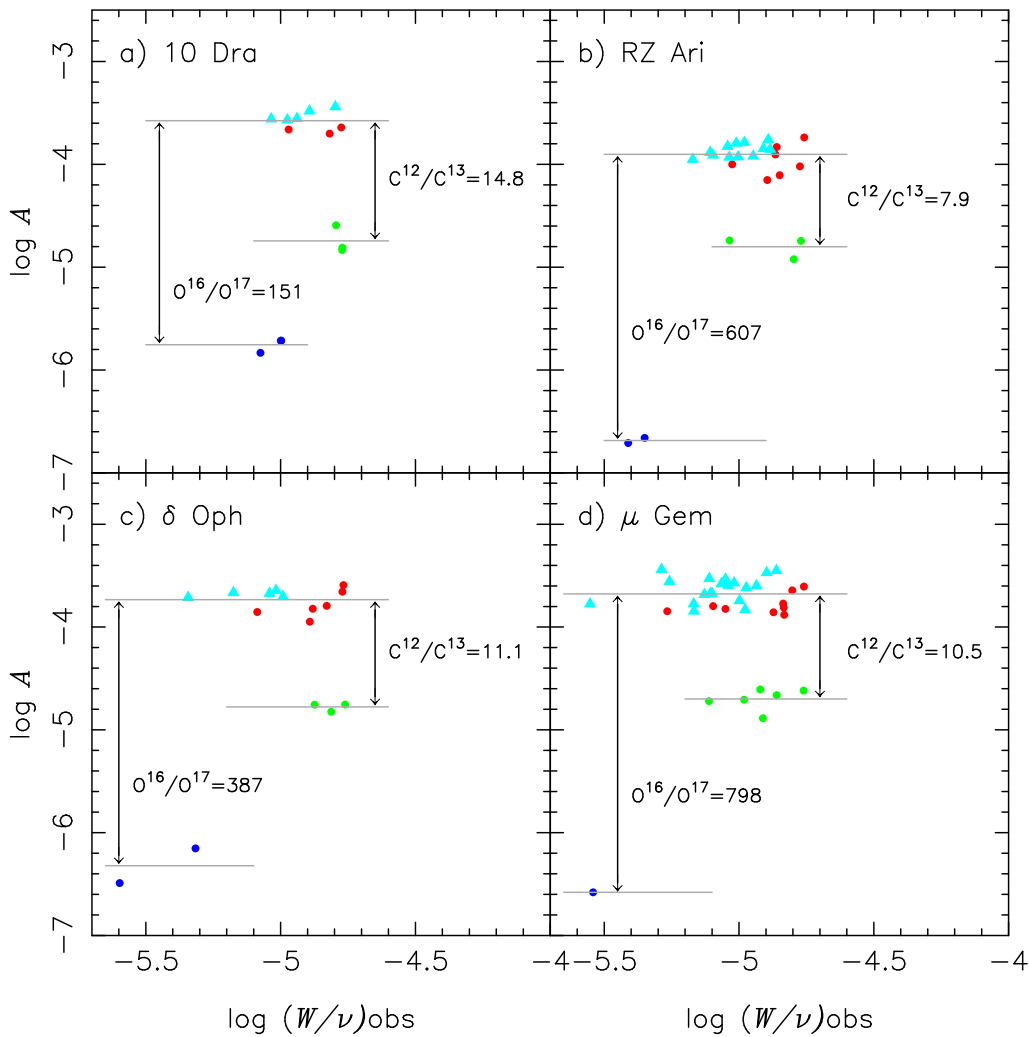 a) 10 Dra
b) RZ Ari
−3
−4
−5
−6
−7
log A
C¹²/C¹³=14.8
O¹⁶/O¹⁷=151
C¹²/C¹³=7.9
O¹⁶/O¹⁷=607
c) δ Oph
d) μ Gem
−3
−4
−5
−6
−7
log A
C¹²/C¹³=11.1
O¹⁶/O¹⁷=387
C¹²/C¹³=10.5
O¹⁶/O¹⁷=798
−5.5 −5 −4.5 −4 −5.5 −5 −4.5 −4
log (W/ν)obs
log (W/ν)obs